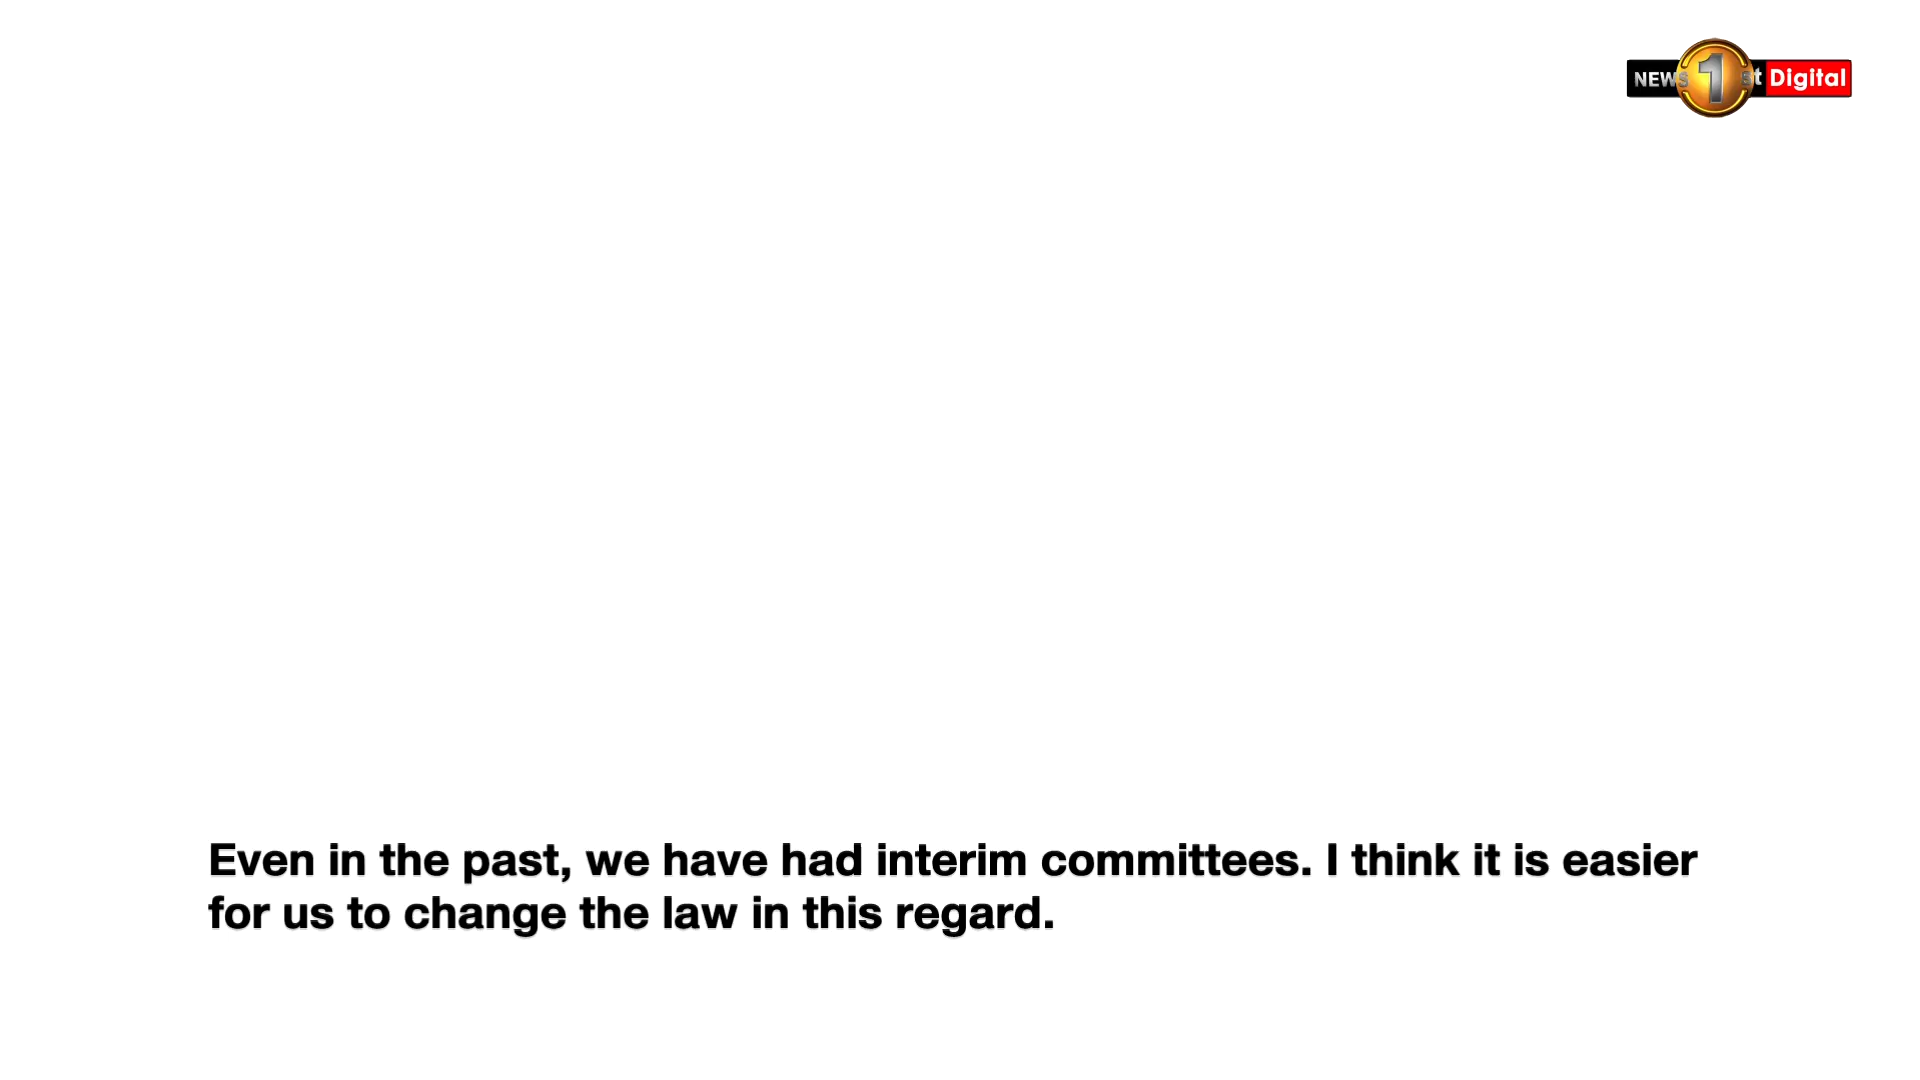 NEWS 1st Digital
Even in the past, we have had interim committees. I think it is easier
for us to change the law in this regard.